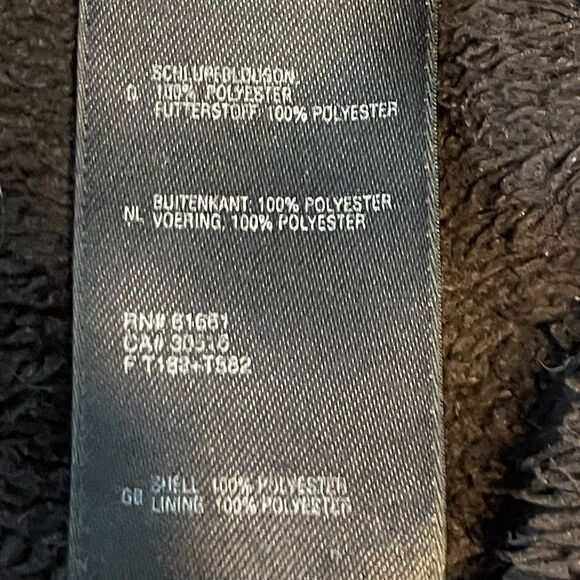 D
100% POLYESTER
FUTTERSTOFF: 100% POLYESTER
NL BUITENKANT: 100% POLYESTER
VOERING: 100% POLYESTER
RN# 61661
CA#
GB SHELL 100% POLYESTER
LINING 100% POLYESTER